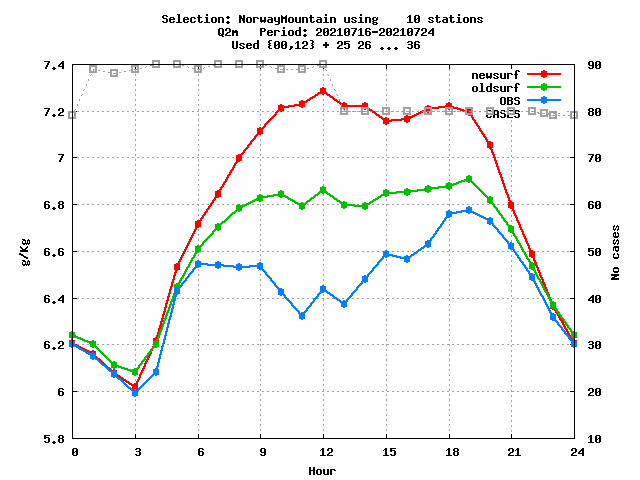 Selection: NorwayMountain using    10 stations
Q2m   Period: 20210716-20210724
Used {00,12} + 25 26 ... 36
7.4 90
newsurf
oldsurf
OBS
CASES
7.2 80
7 70
6.8 60
6.6 50
6.4 40
6.2 30
6 20
5.8 10
g/Kg
No cases
0 3 6 9 12 15 18 21 24
Hour